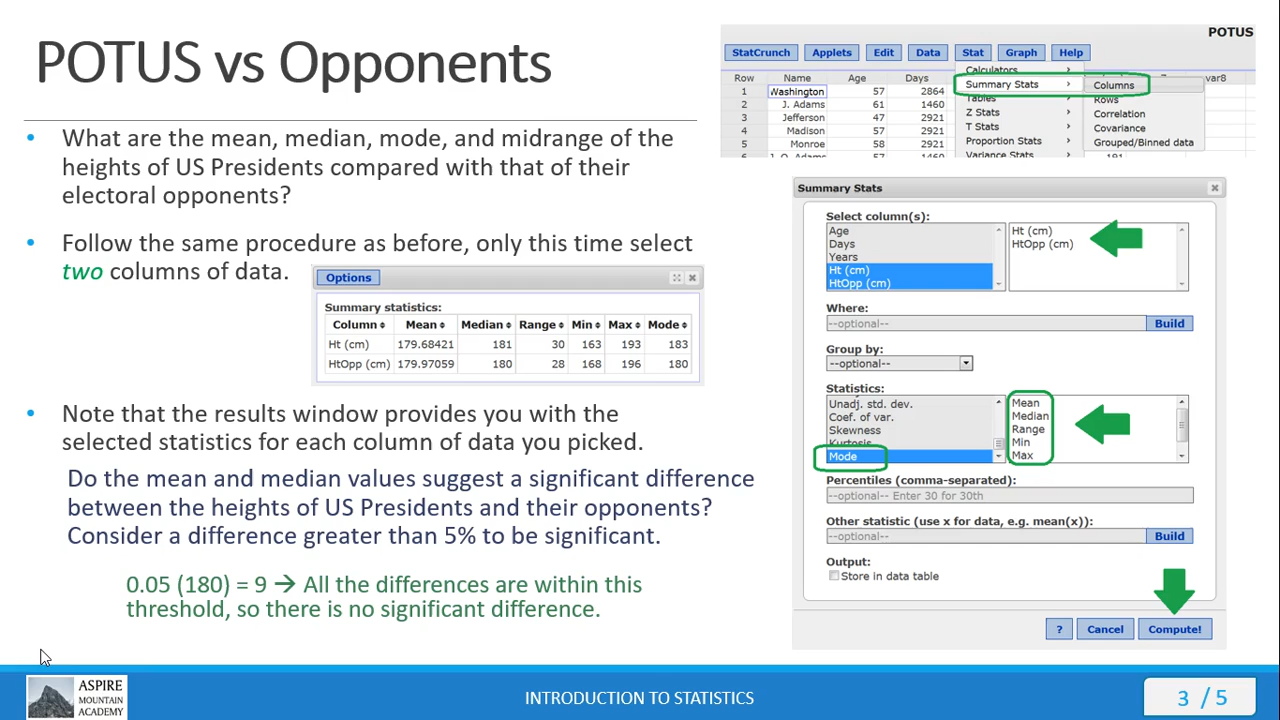 POTUS vs Opponents
• What are the mean, median, mode, and midrange of the
heights of US Presidents compared with that of their
electoral opponents?
• Follow the same procedure as before, only this time select
two columns of data.
Options
Summary statistics:
Column Mean Median Range Min Max Mode
Ht (cm) 179.68421 181 30 163 193 183
HtOpp (cm) 179.97059 180 28 168 196 180
• Note that the results window provides you with the
selected statistics for each column of data you picked.
Do the mean and median values suggest a significant difference
between the heights of US Presidents and their opponents?
Consider a difference greater than 5% to be significant.
0.05 (180) = 9 → All the differences are within this
threshold, so there is no significant difference.
POTUS
StatCrunch Applets Edit Data Stat Graph Help
Row Name Age Days var8
1 Washington 57 2864
2 J. Adams 61 1460
3 Jefferson 47 2921
4 Madison 57 2921
5 Monroe 58 2921
6 J. Q. Adams 57 1460 191
Calculators >
Summary Stats >
Tables >
Z Stats >
T Stats >
Proportion Stats >
Variance Stats >
Columns
Rows
Correlation
Covariance
Grouped/Binned data
Summary Stats
Select column(s):
Age
Days
Years
Ht (cm)
HtOpp (cm)
Ht (cm)
HtOpp (cm)
Where:
--optional--
Build
Group by:
--optional--
Statistics:
Unadj. std. dev.
Coef. of var.
Skewness
Kurtosis
Mode
Mean
Median
Range
Min
Max
Percentiles (comma-separated):
--optional-- Enter 30 for 30th
Other statistic (use x for data, e.g. mean(x)):
--optional--
Build
Output:
Store in data table
? Cancel Compute!
ASPIRE
MOUNTAIN
ACADEMY
INTRODUCTION TO STATISTICS
3 / 5